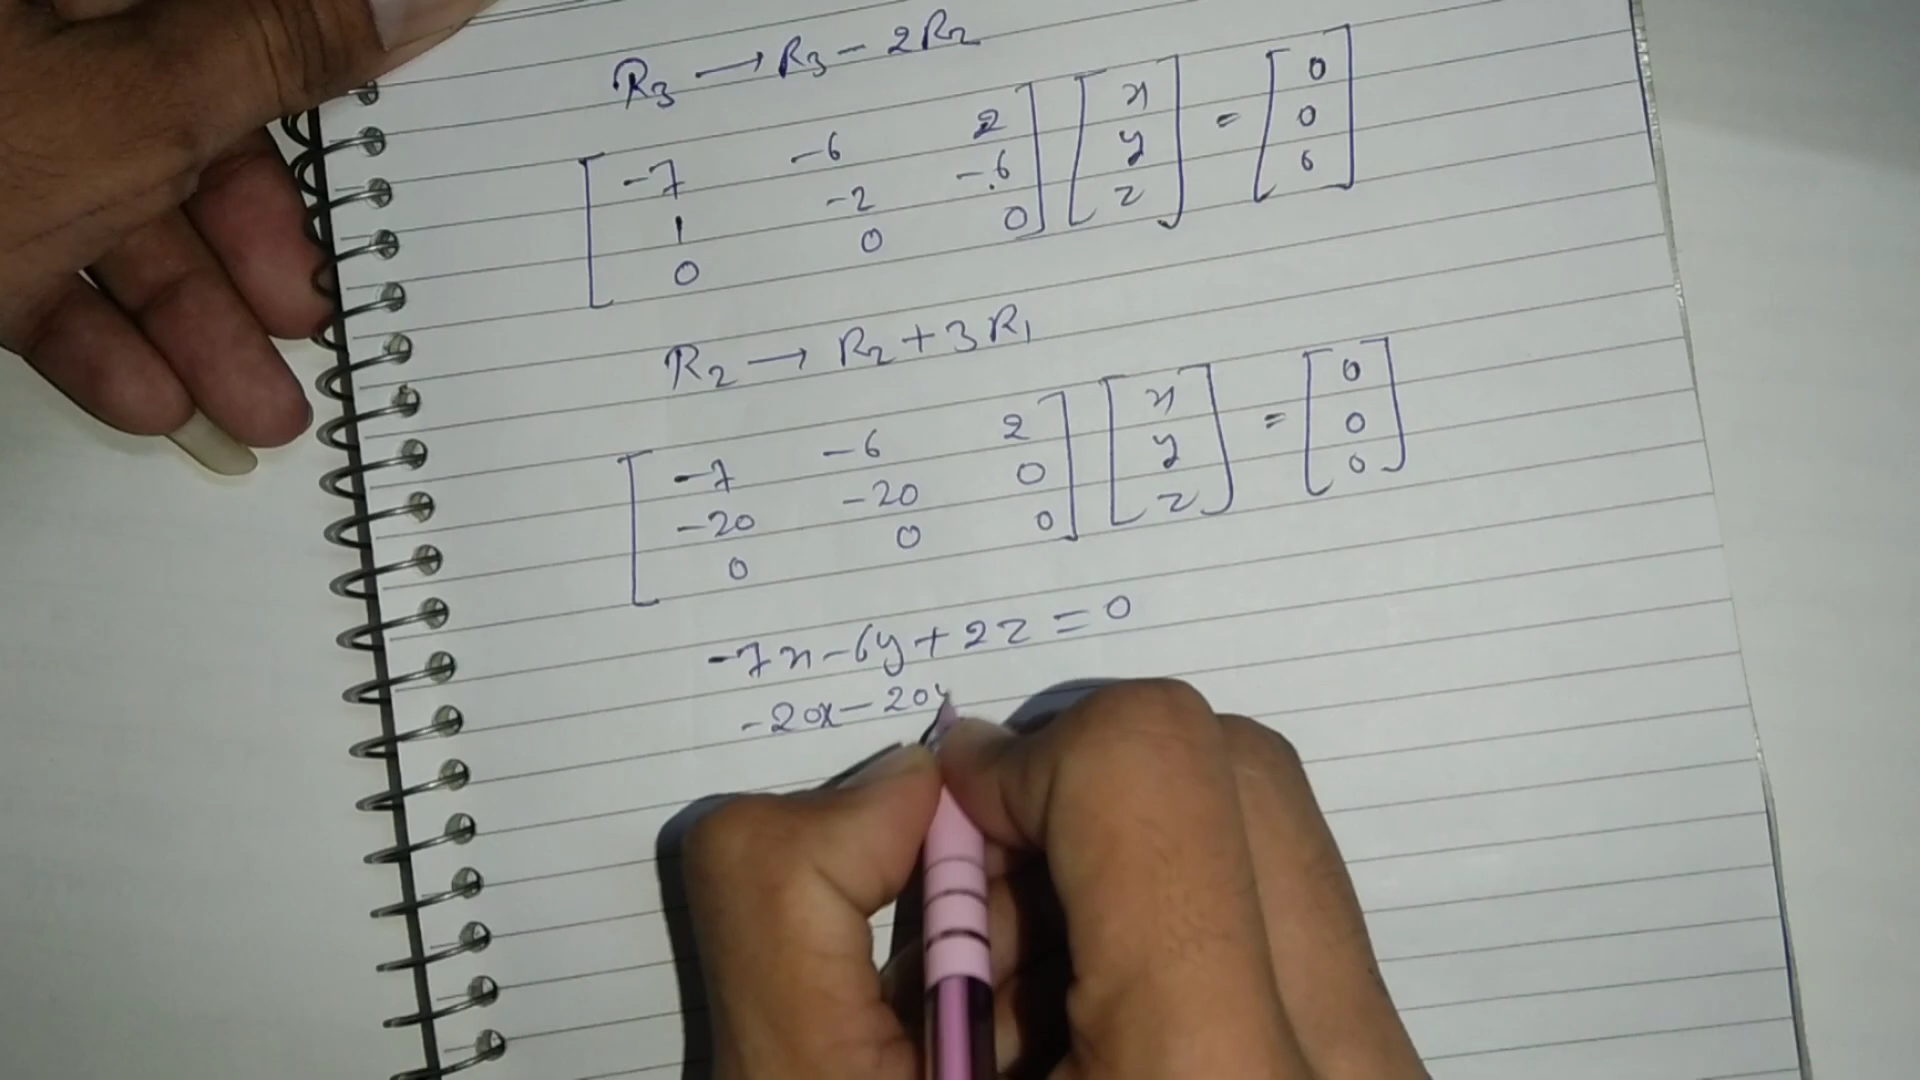 R₃ → R₃ - 2R₂
[ -7 -6 2 ] [ x ] = [ 0 ]
[ 1 -2 -6 ] [ y ] [ 0 ]
[ 0 0 0 ] [ z ] [ 0 ]
R₂ → R₂ + 3R₁
[ -7 -6 2 ] [ x ] = [ 0 ]
[ -20 -20 0 ] [ y ] [ 0 ]
[ 0 0 0 ] [ z ] [ 0 ]
-7x - 6y + 2z = 0
-20x - 20y